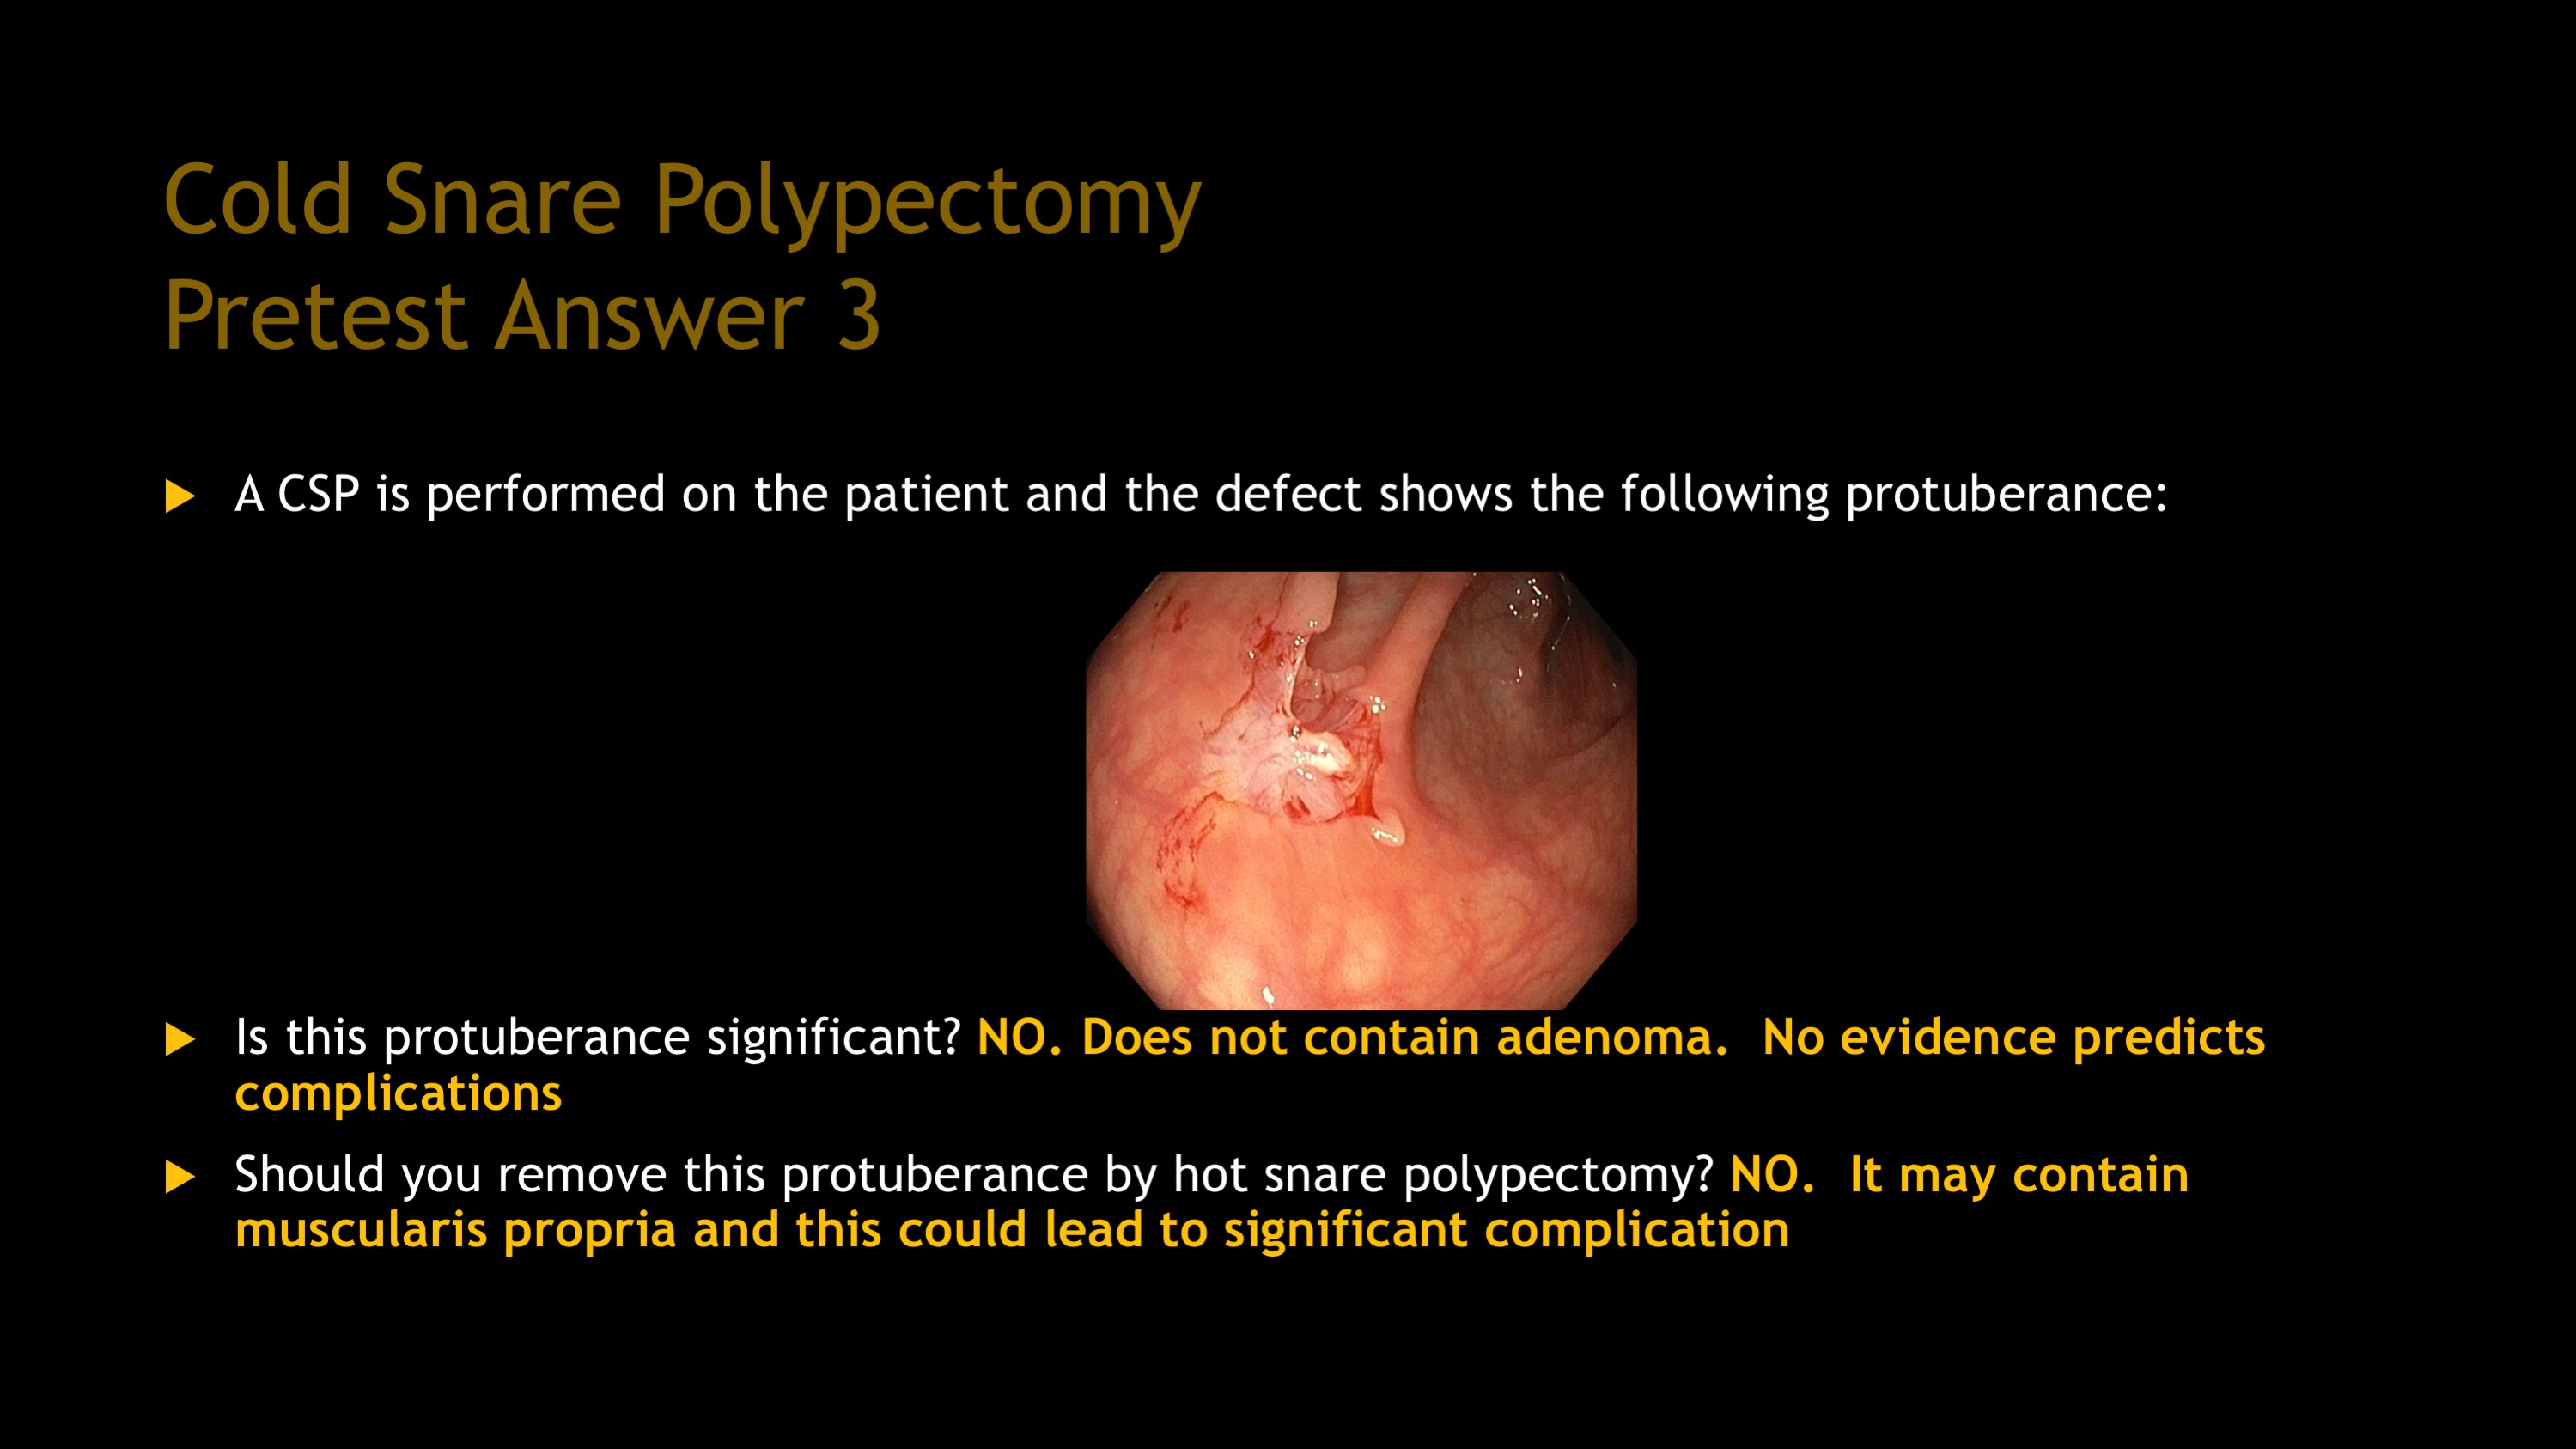 Cold Snare Polypectomy
Pretest Answer 3
A CSP is performed on the patient and the defect shows the following protuberance:
Is this protuberance significant? NO. Does not contain adenoma.  No evidence predicts
complications
Should you remove this protuberance by hot snare polypectomy? NO.  It may contain
muscularis propria and this could lead to significant complication